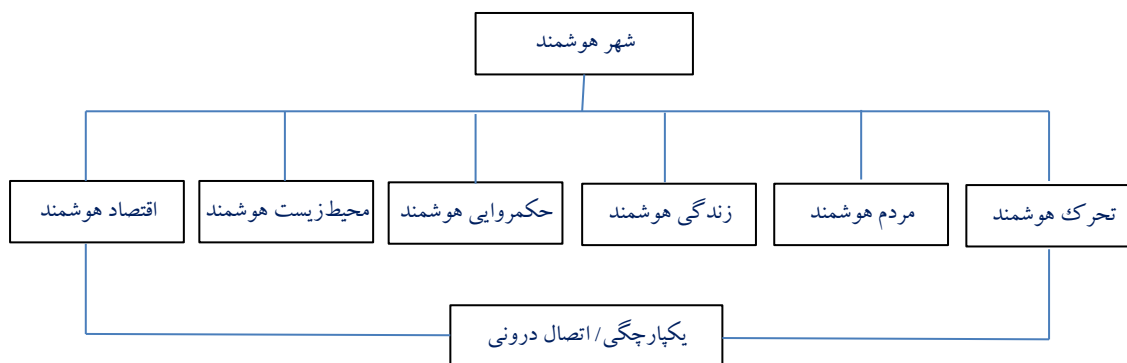 شهر هوشمند
تحرک هوشمند
مردم هوشمند
زندگی هوشمند
حکمروایی هوشمند
محیط‌زیست هوشمند
اقتصاد هوشمند
یکپارچگی/ اتصال درونی